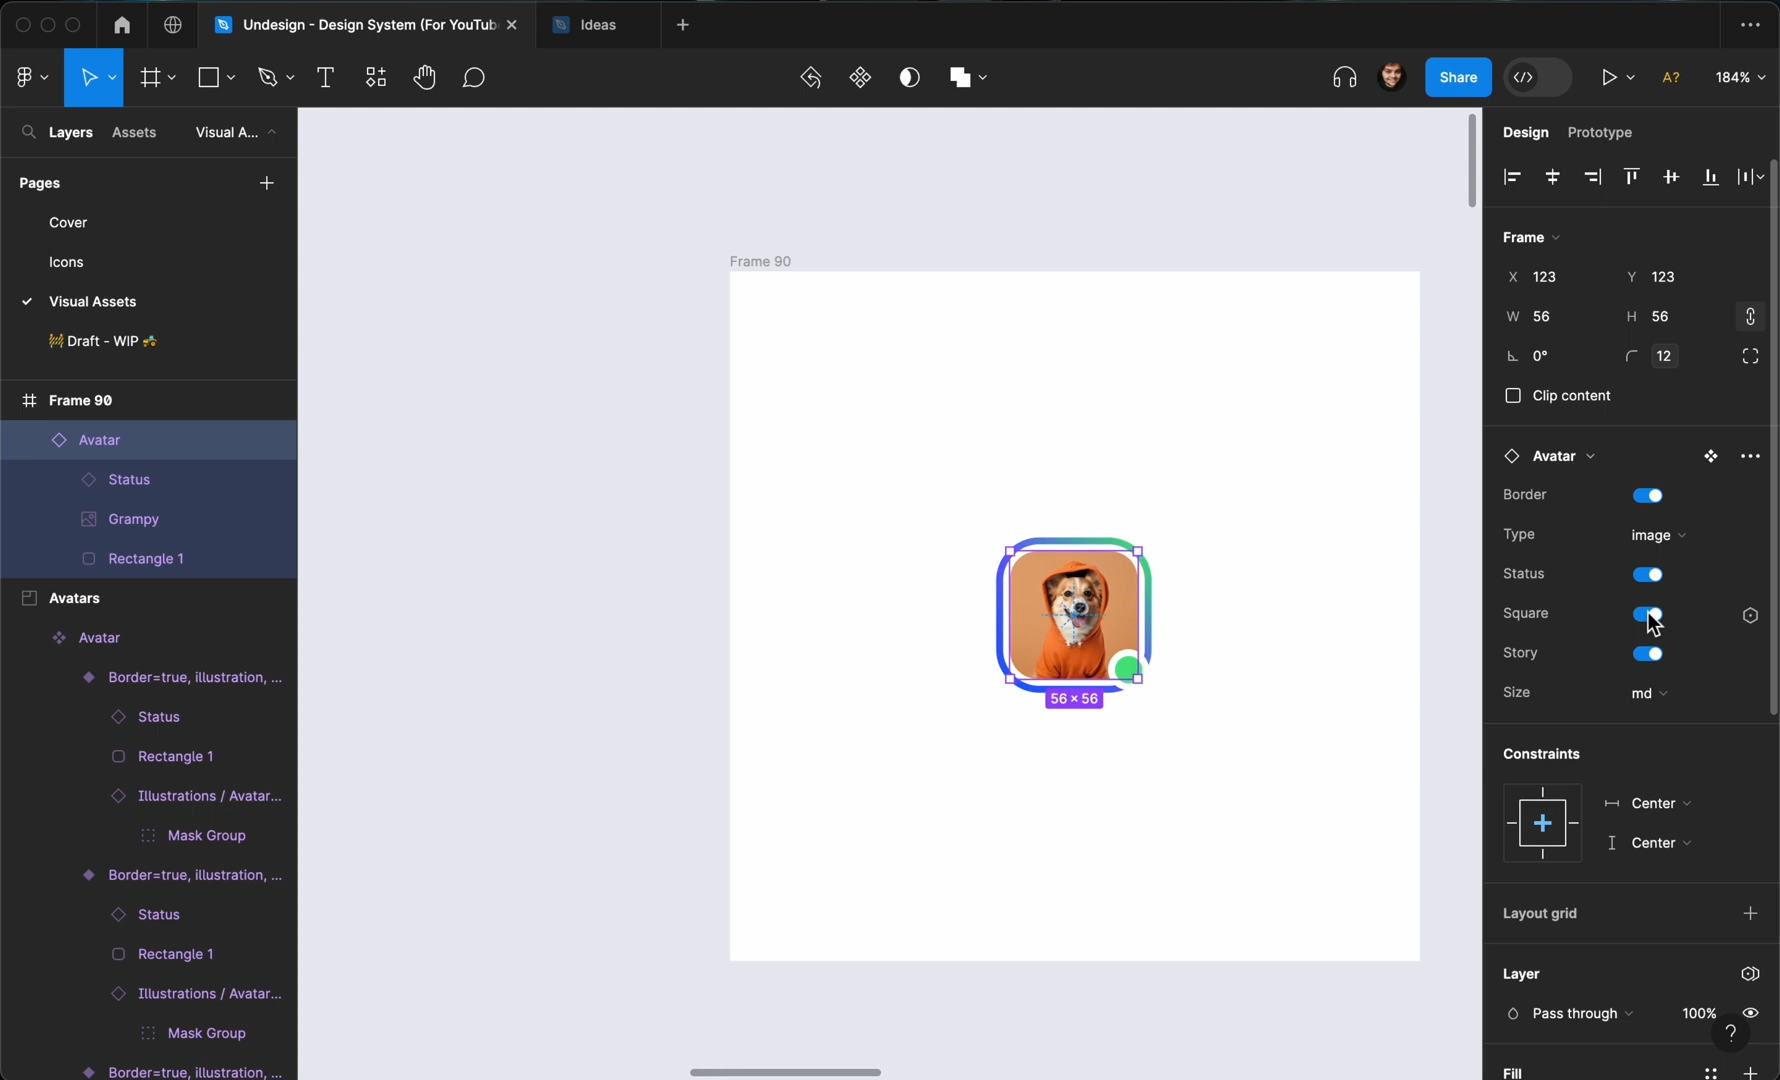 Undesign - Design System (For YouTub
Ideas
Share
A?
184%
Layers
Assets
Visual A...
Pages
Cover
Icons
Visual Assets
🚧 Draft - WIP 🚜
Frame 90
Avatar
Status
Grampy
Rectangle 1
Avatars
Avatar
Border=true, illustration, ...
Status
Rectangle 1
Illustrations / Avatar...
Mask Group
Border=true, illustration, ...
Status
Rectangle 1
Illustrations / Avatar...
Mask Group
Border=true, illustration, ...
Frame 90
56 × 56
Design
Prototype
Frame
X 123
Y 123
W 56
H 56
0°
12
Clip content
Avatar
Border
Type
image
Status
Square
Story
Size
md
Constraints
Center
Center
Layout grid
Layer
Pass through
100%
?
Fill